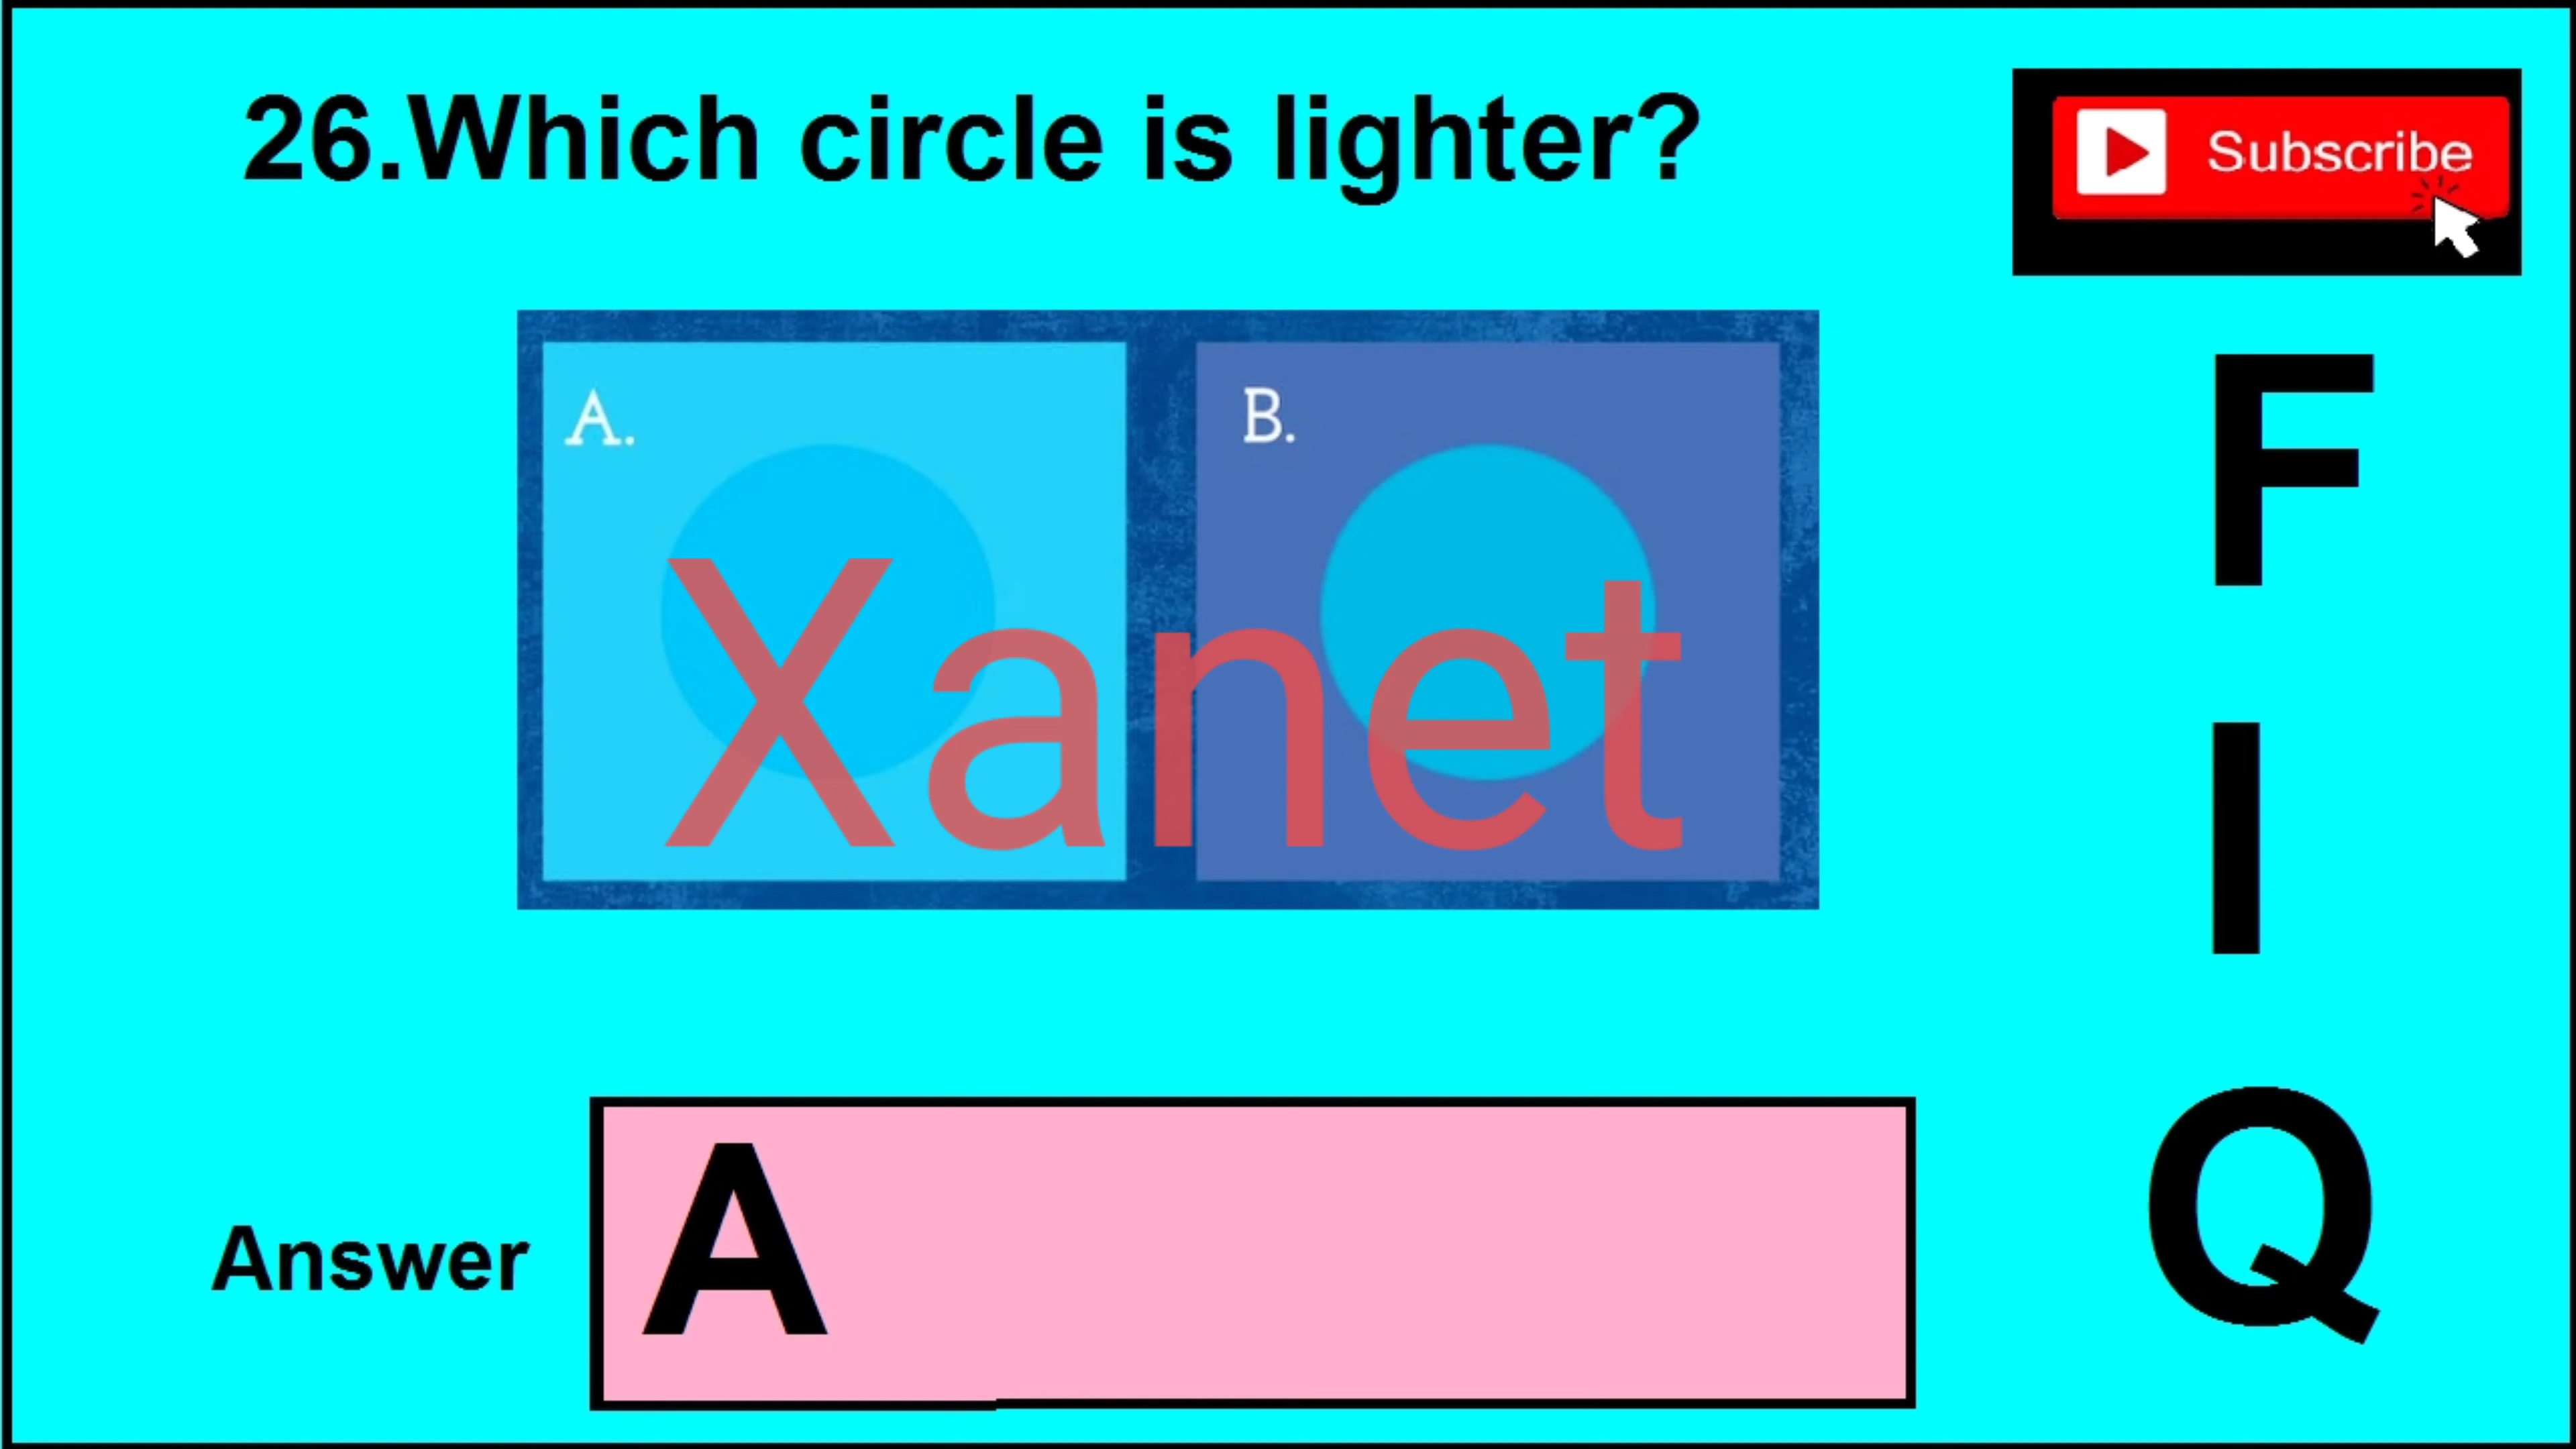 26.Which circle is lighter?
Subscribe
A.
B.
Xanet
F
I
Q
Answer
A